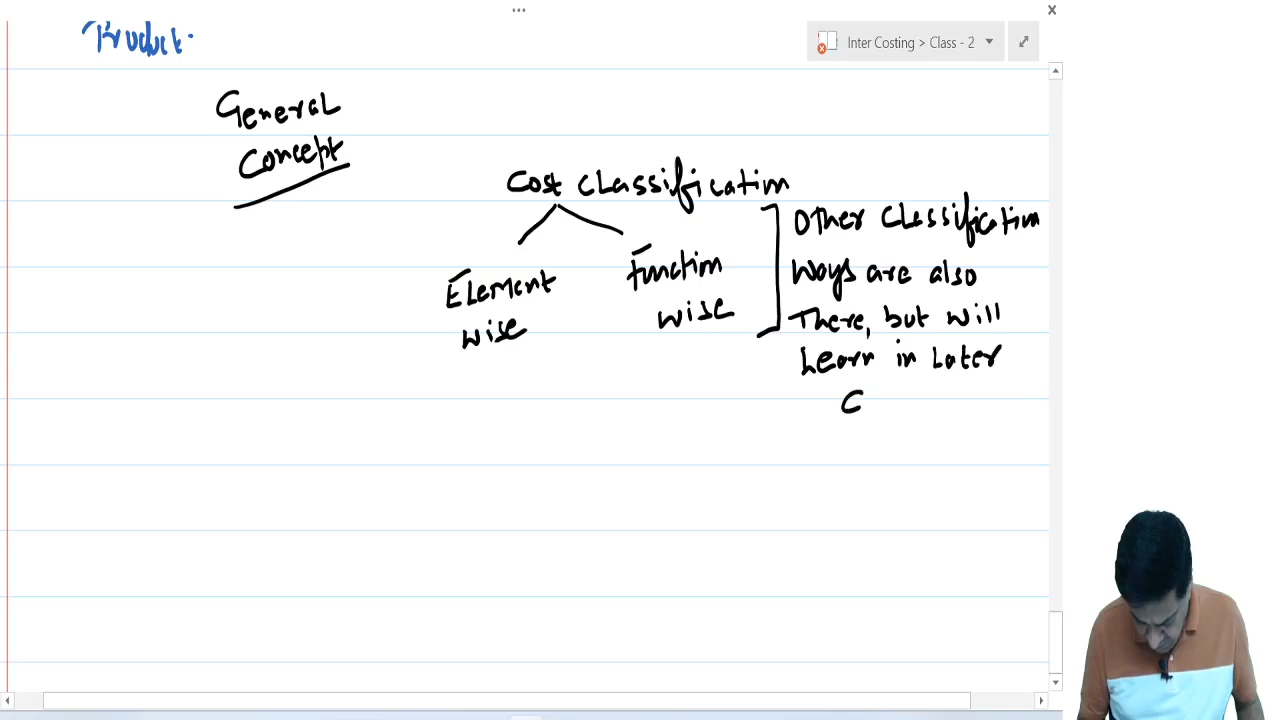 Product.
Inter Costing > Class - 2
General
Concept
Cost Classification
Element
wise
Function
wise
Other Classification
Ways are also
There, but will
Learn in Later
C